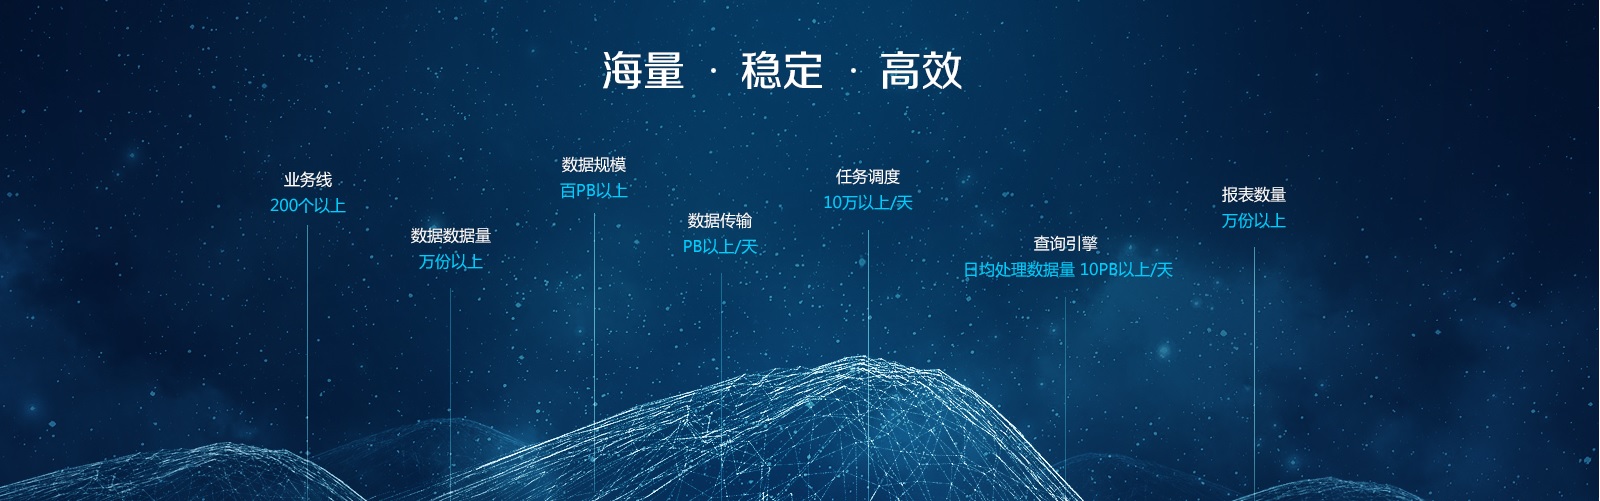 海量 · 稳定 · 高效
业务线
200个以上
数据数据量
万份以上
数据规模
百PB以上
数据传输
PB以上/天
任务调度
10万以上/天
查询引擎
日均处理数据量 10PB以上/天
报表数量
万份以上